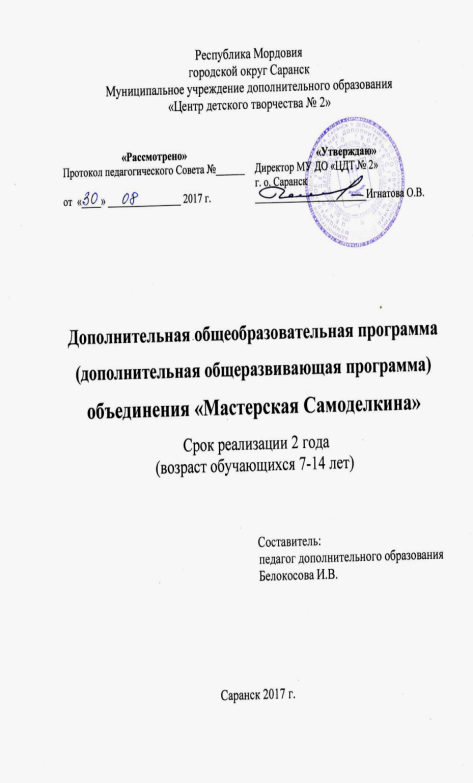 Республика Мордовия
городской округ Саранск
Муниципальное учреждение дополнительного образования
«Центр детского творчества № 2»
«Рассмотрено»
Протокол педагогического Совета №______
от «30» 08 2017 г.
«Утверждаю»
Директор МУ ДО «ЦДТ № 2»
г. о. Саранск
Игнатова О.В.
Дополнительная общеобразовательная программа
(дополнительная общеразвивающая программа)
объединения «Мастерская Самоделкина»
Срок реализации 2 года
(возраст обучающихся 7-14 лет)
Составитель:
педагог дополнительного образования
Белокосова И.В.
Саранск 2017 г.